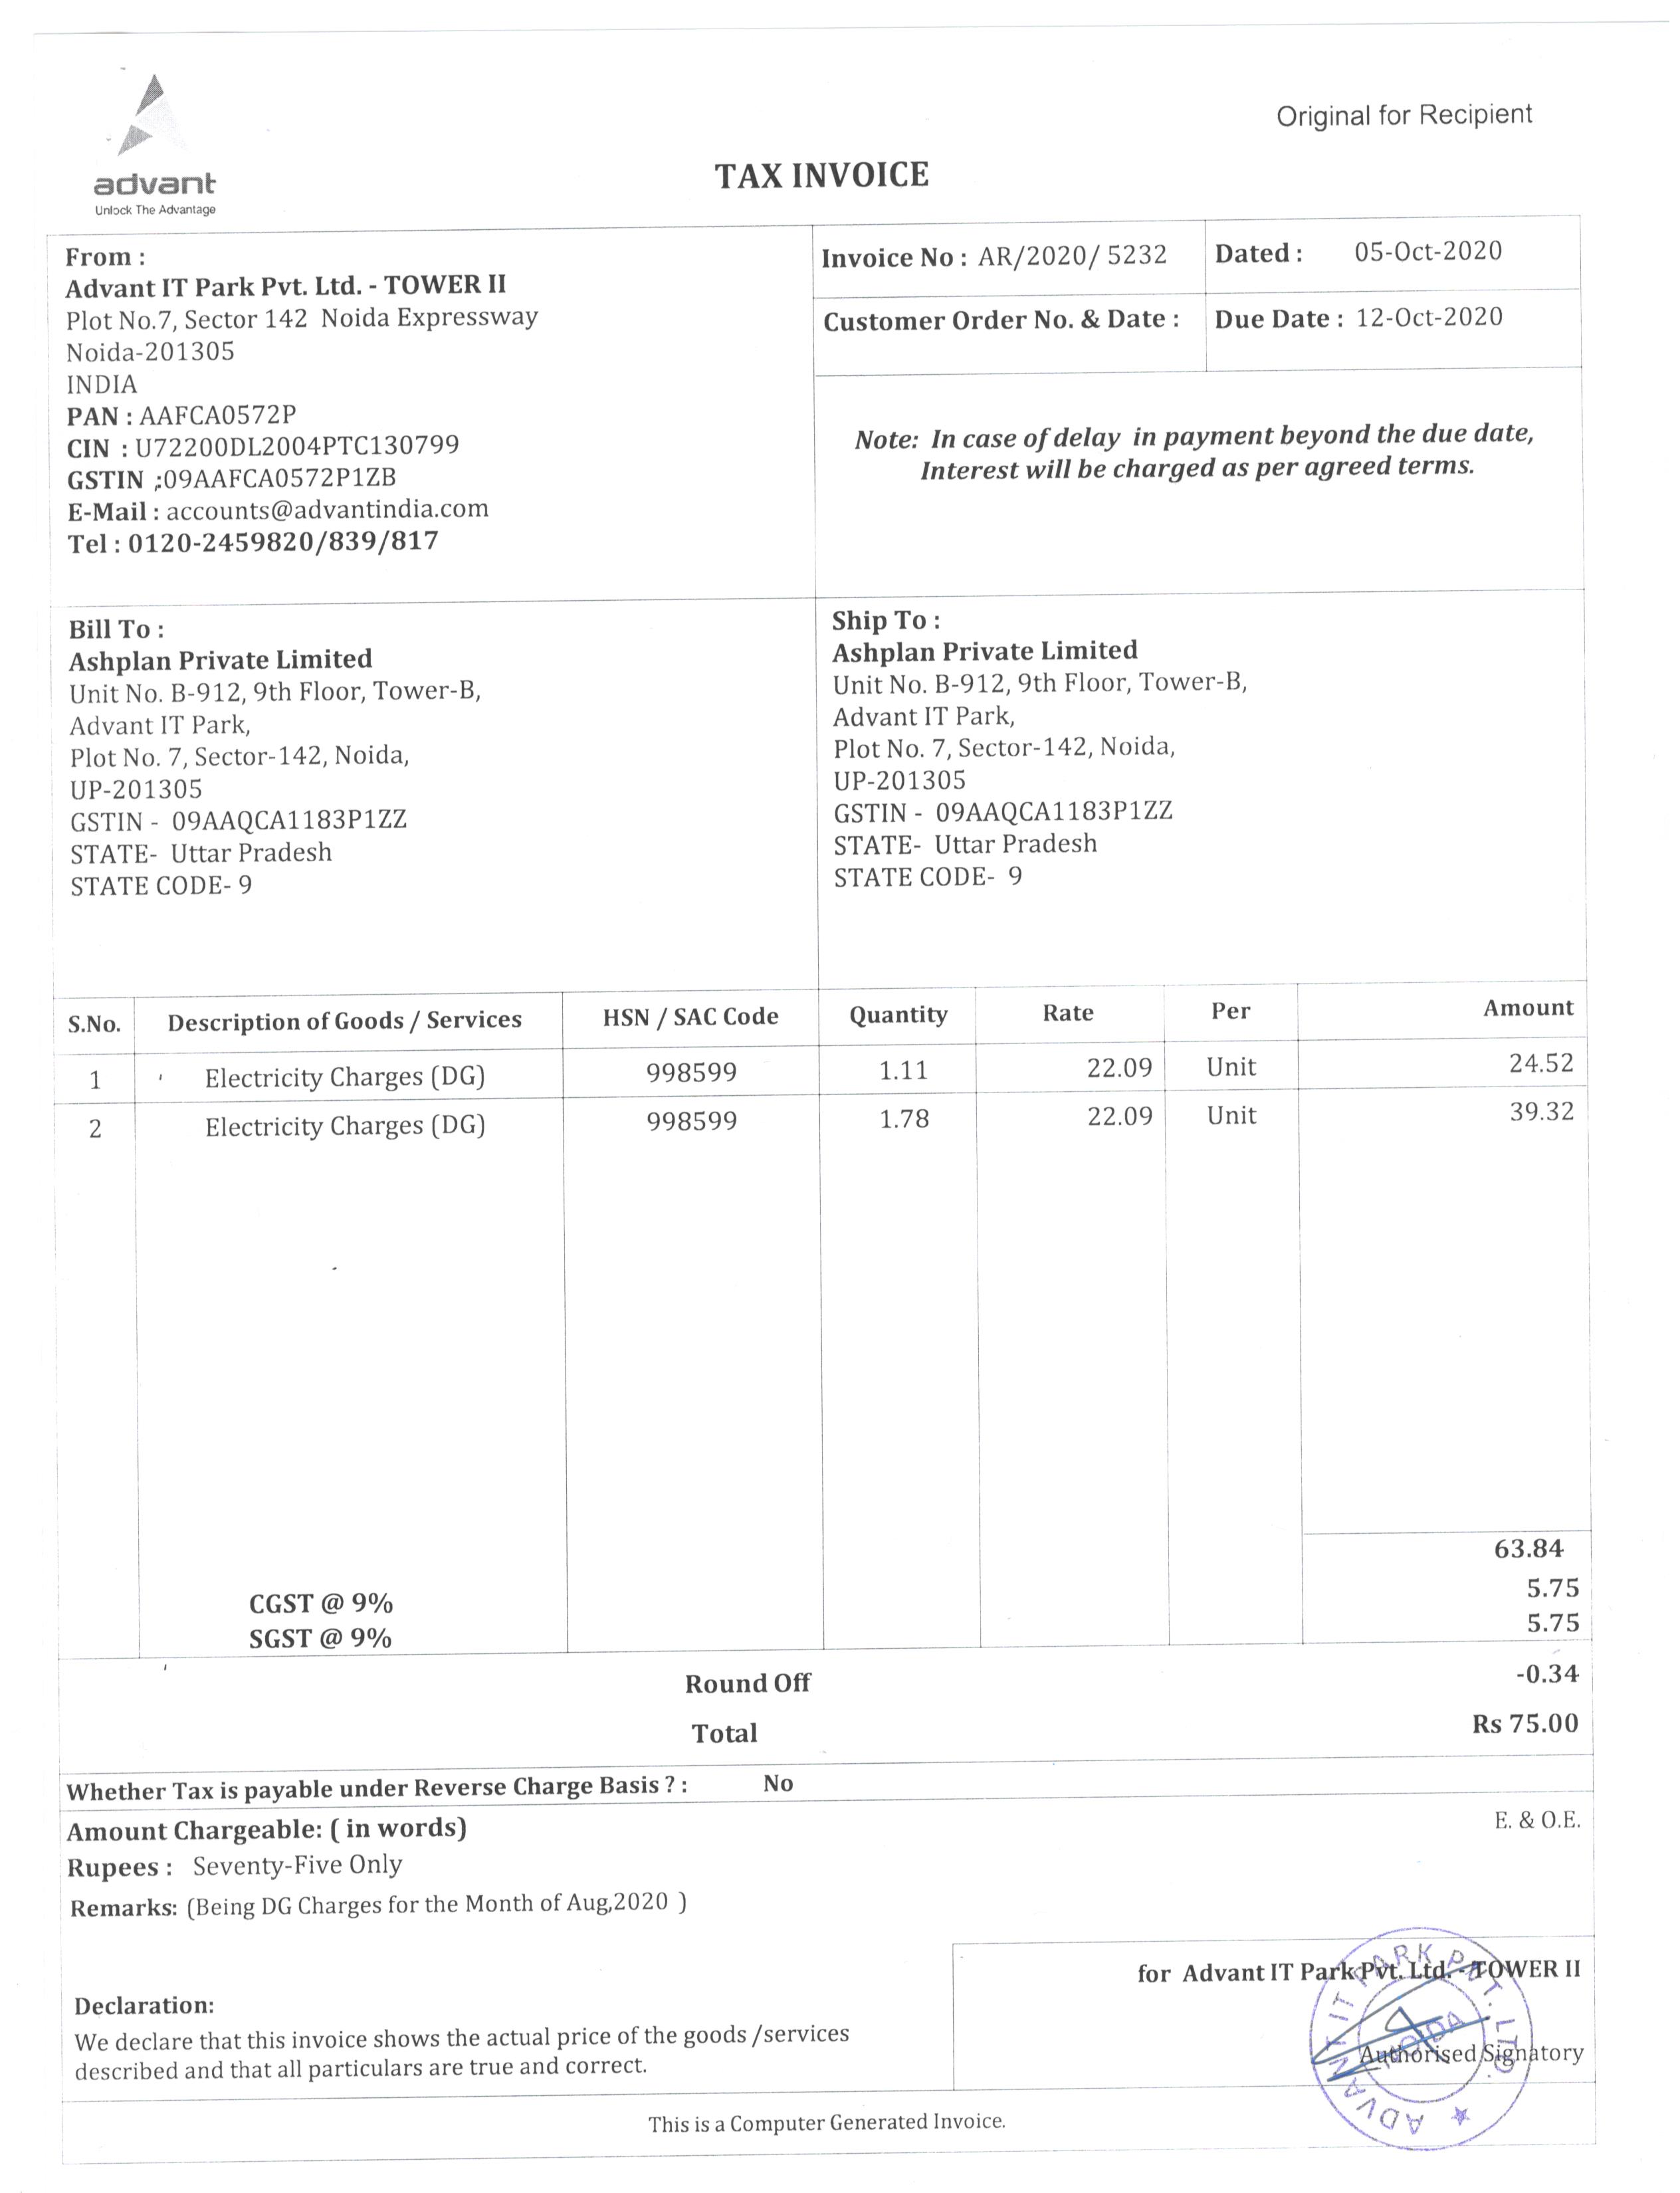 advant
Unlock The Advantage
Original for Recipient
TAX INVOICE
From :
Advant IT Park Pvt. Ltd. - TOWER II
Plot No.7, Sector 142 Noida Expressway
Noida-201305
INDIA
PAN : AAFCA0572P
CIN : U72200DL2004PTC130799
GSTIN :09AAFCA0572P1ZB
E-Mail : accounts@advantindia.com
Tel : 0120-2459820/839/817
Invoice No : AR/2020/ 5232
Dated : 05-Oct-2020
Customer Order No. & Date :
Due Date : 12-Oct-2020
Note: In case of delay in payment beyond the due date,
Interest will be charged as per agreed terms.
Bill To :
Ashplan Private Limited
Unit No. B-912, 9th Floor, Tower-B,
Advant IT Park,
Plot No. 7, Sector-142, Noida,
UP-201305
GSTIN - 09AAQCA1183P1ZZ
STATE- Uttar Pradesh
STATE CODE- 9
Ship To :
Ashplan Private Limited
Unit No. B-912, 9th Floor, Tower-B,
Advant IT Park,
Plot No. 7, Sector-142, Noida,
UP-201305
GSTIN - 09AAQCA1183P1ZZ
STATE- Uttar Pradesh
STATE CODE- 9
S.No. Description of Goods / Services HSN / SAC Code Quantity Rate Per Amount
1 Electricity Charges (DG) 998599 1.11 22.09 Unit 24.52
2 Electricity Charges (DG) 998599 1.78 22.09 Unit 39.32
63.84
CGST @ 9% 5.75
SGST @ 9% 5.75
Round Off -0.34
Total Rs 75.00
Whether Tax is payable under Reverse Charge Basis ? : No
Amount Chargeable: ( in words) E. & O.E.
Rupees : Seventy-Five Only
Remarks: (Being DG Charges for the Month of Aug,2020 )
for Advant IT Park Pvt. Ltd. - TOWER II
Authorised Signatory
ADVANT IT PARK PVT. LTD.
NOIDA
Declaration:
We declare that this invoice shows the actual price of the goods /services
described and that all particulars are true and correct.
This is a Computer Generated Invoice.